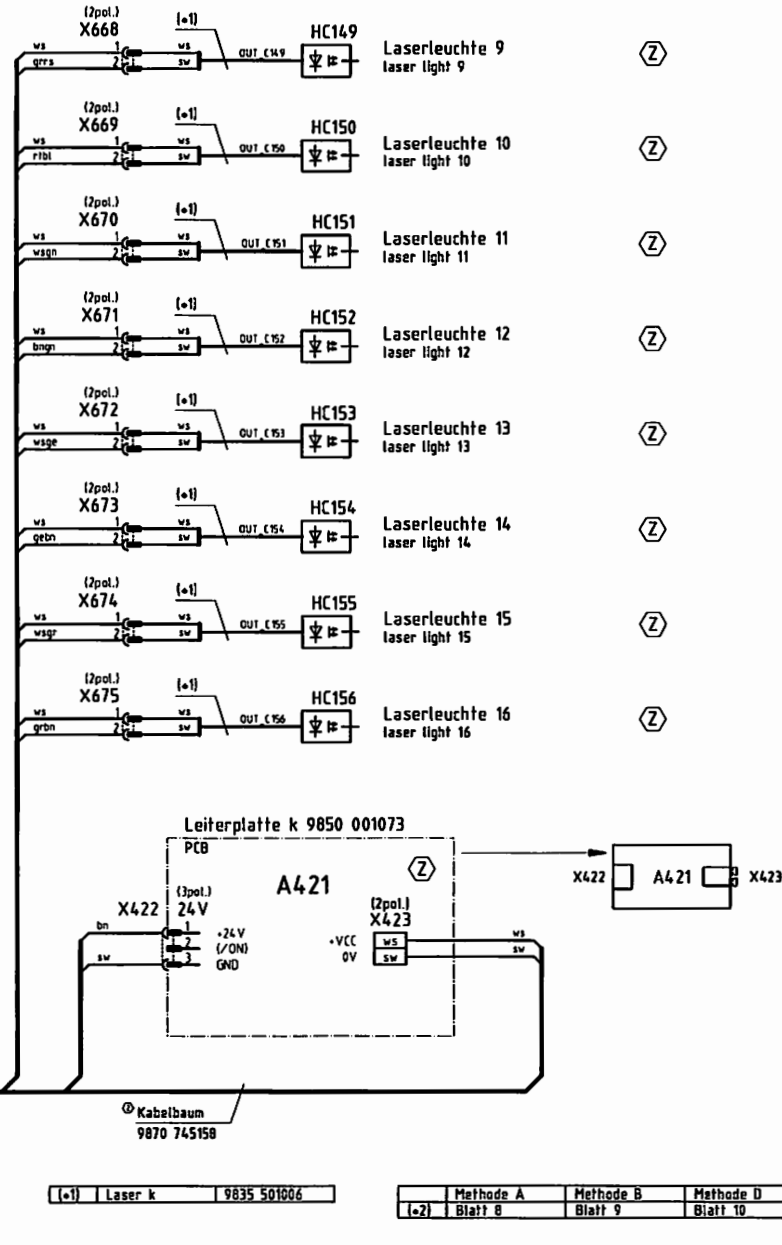 (2pol.)
X668
(*1)
HC149
ws 1 ws
grrs 2 sw
OUT_C149
Laserleuchte 9
laser light 9
Z
(2pol.)
X669
(*1)
HC150
ws 1 ws
rtbl 2 sw
OUT_C150
Laserleuchte 10
laser light 10
Z
(2pol.)
X670
(*1)
HC151
ws 1 ws
wsgn 2 sw
OUT_C151
Laserleuchte 11
laser light 11
Z
(2pol.)
X671
(*1)
HC152
ws 1 ws
bngn 2 sw
OUT_C152
Laserleuchte 12
laser light 12
Z
(2pol.)
X672
(*1)
HC153
ws 1 ws
wsge 2 sw
OUT_C153
Laserleuchte 13
laser light 13
Z
(2pol.)
X673
(*1)
HC154
ws 1 ws
gebn 2 sw
OUT_C154
Laserleuchte 14
laser light 14
Z
(2pol.)
X674
(*1)
HC155
ws 1 ws
wsgr 2 sw
OUT_C155
Laserleuchte 15
laser light 15
Z
(2pol.)
X675
(*1)
HC156
ws 1 ws
grbn 2 sw
OUT_C156
Laserleuchte 16
laser light 16
Z
Leiterplatte k 9850 001073
PCB
A421
Z
(3pol.)
X422 24V
bn 1 +24V
2 (/ON)
sw 3 GND
(2pol.)
X423
+VCC ws ws
0V sw sw
X422 A421 X423
Z Kabelbaum
9870 745158
(*1) Laser k 9835 501006
Methode A Methode B Methode D
(*2) Blatt 8 Blatt 9 Blatt 10